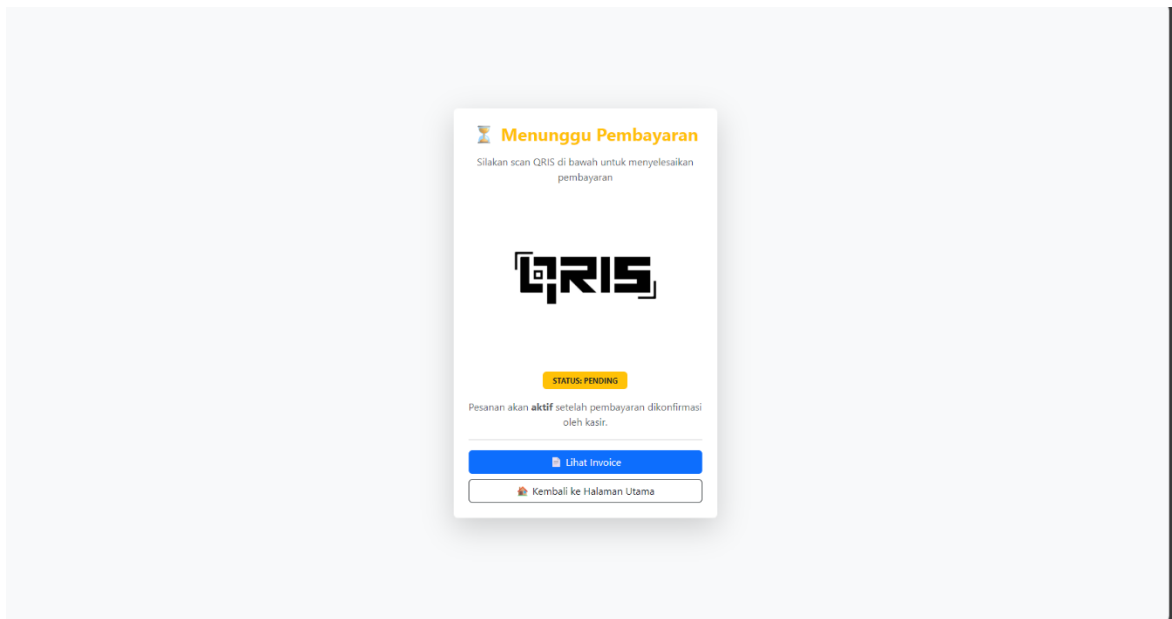 ⏳ Menunggu Pembayaran
Silakan scan QRIS di bawah untuk menyelesaikan
pembayaran
QRIS
STATUS: PENDING
Pesanan akan aktif setelah pembayaran dikonfirmasi
oleh kasir.
📄 Lihat Invoice
🏠 Kembali ke Halaman Utama